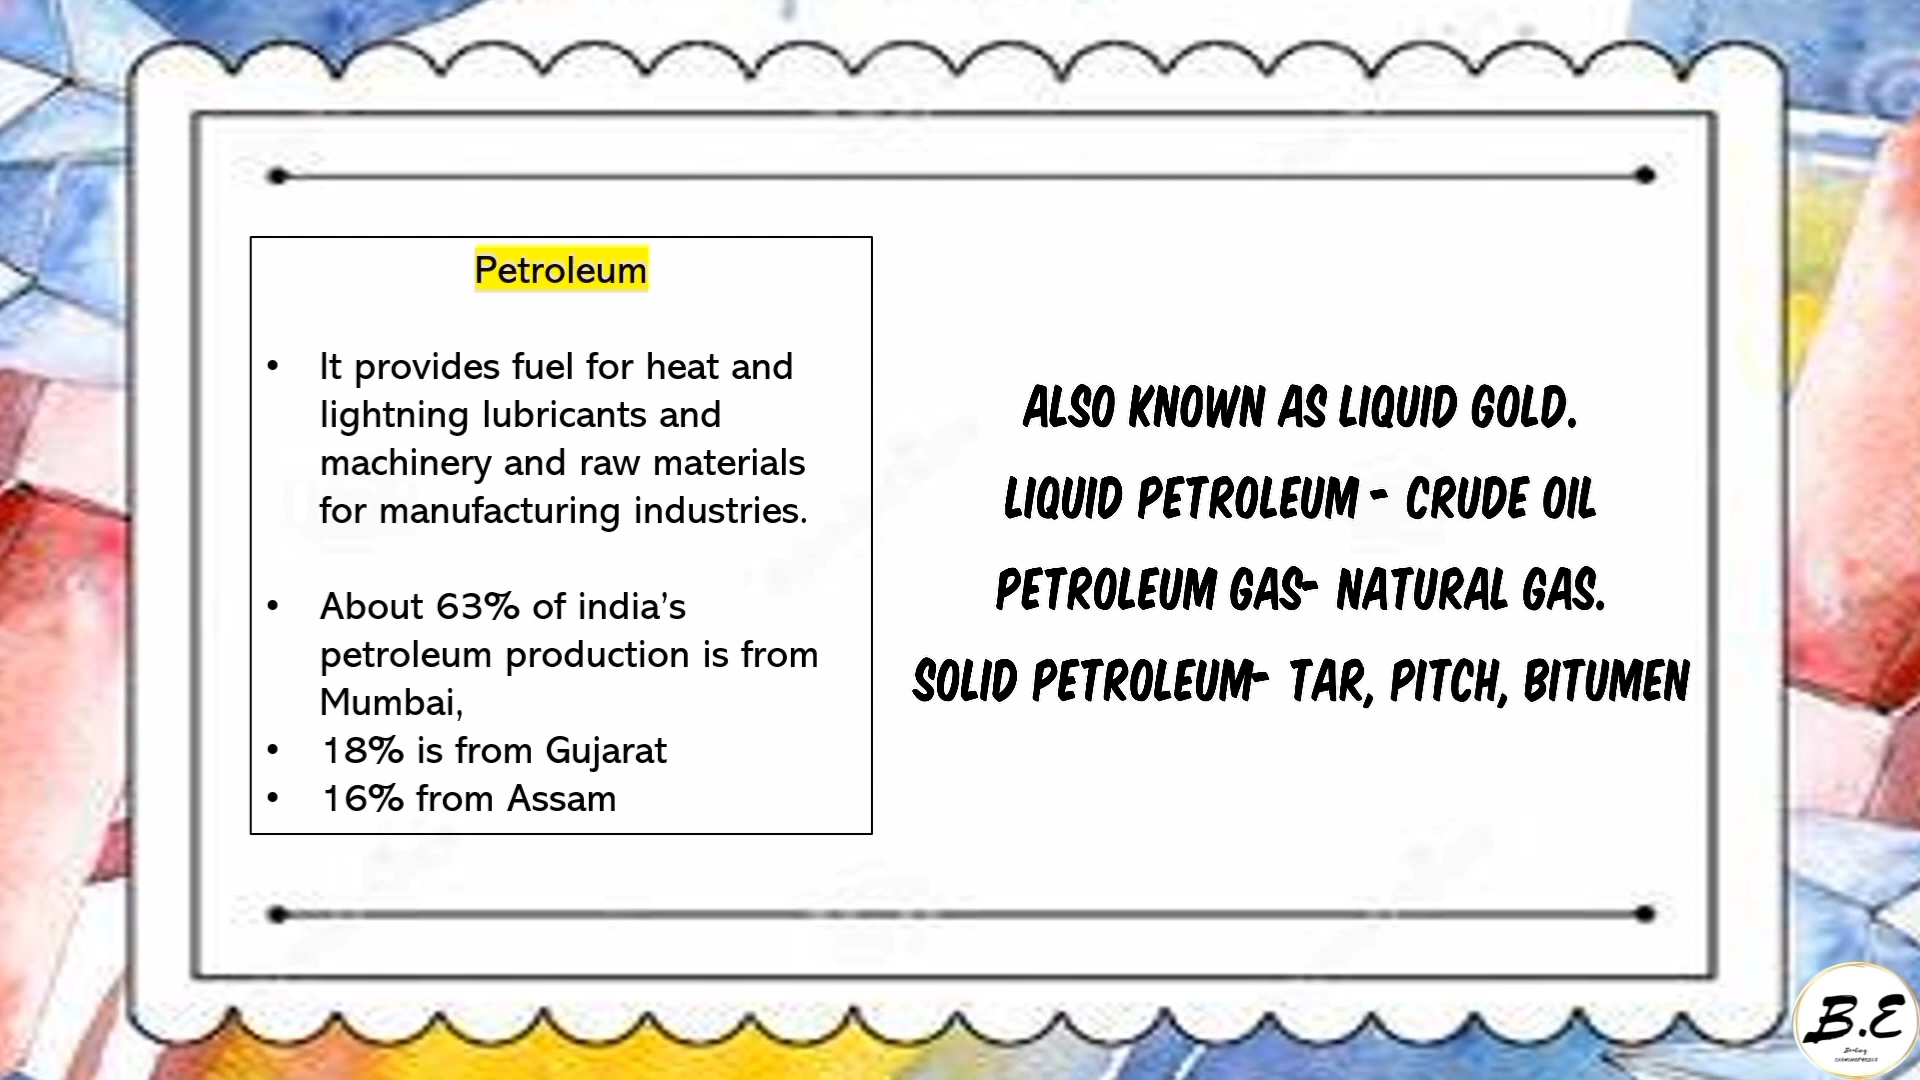 Petroleum
• It provides fuel for heat and
lightning lubricants and
machinery and raw materials
for manufacturing industries.
• About 63% of india’s
petroleum production is from
Mumbai,
• 18% is from Gujarat
• 16% from Assam
ALSO KNOWN AS LIQUID GOLD.
LIQUID PETROLEUM - CRUDE OIL
PETROLEUM GAS- NATURAL GAS.
SOLID PETROLEUM- TAR, PITCH, BITUMEN
B.E